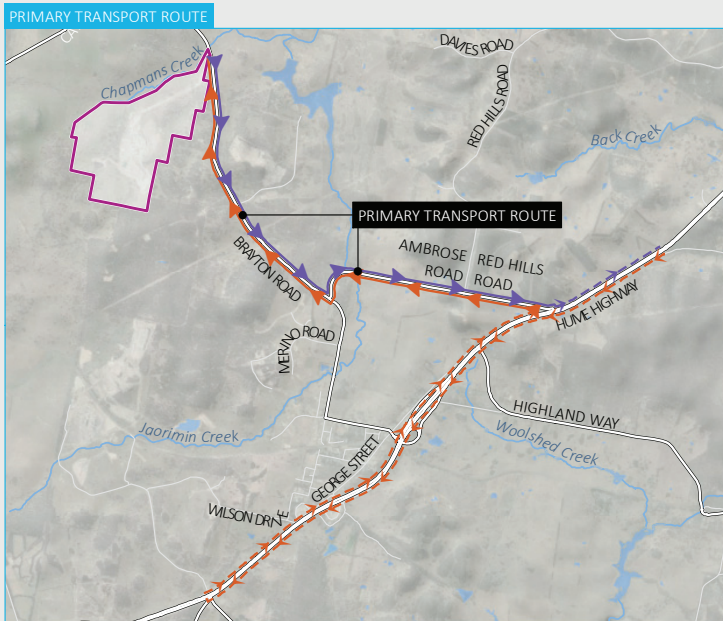 PRIMARY TRANSPORT ROUTE
DAVIES ROAD
Chapmans Creek
RED HILLS ROAD
Back Creek
PRIMARY TRANSPORT ROUTE
BRAYTON ROAD
AMBROSE ROAD
RED HILLS ROAD
HUME HIGHWAY
MERVINO ROAD
HIGHLAND WAY
Jaorimin Creek
Woolshed Creek
GEORGE STREET
WILSON DRIVE